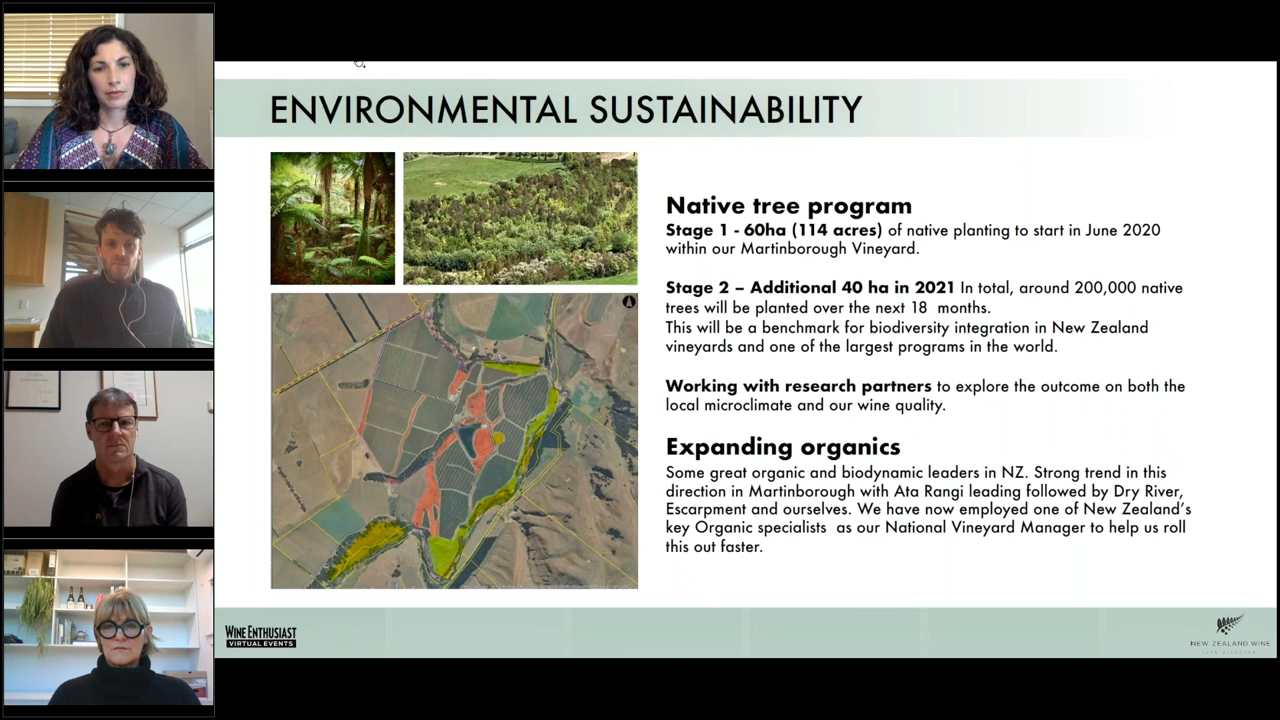 ENVIRONMENTAL SUSTAINABILITY
Native tree program
Stage 1 - 60ha (114 acres) of native planting to start in June 2020
within our Martinborough Vineyard.
Stage 2 – Additional 40 ha in 2021 In total, around 200,000 native
trees will be planted over the next 18 months.
This will be a benchmark for biodiversity integration in New Zealand
vineyards and one of the largest programs in the world.
Working with research partners to explore the outcome on both the
local microclimate and our wine quality.
Expanding organics
Some great organic and biodynamic leaders in NZ. Strong trend in this
direction in Martinborough with Ata Rangi leading followed by Dry River,
Escarpment and ourselves. We have now employed one of New Zealand's
key Organic specialists as our National Vineyard Manager to help us roll
this out faster.
WINE ENTHUSIAST
VIRTUAL EVENTS
NEW ZEALAND WINE